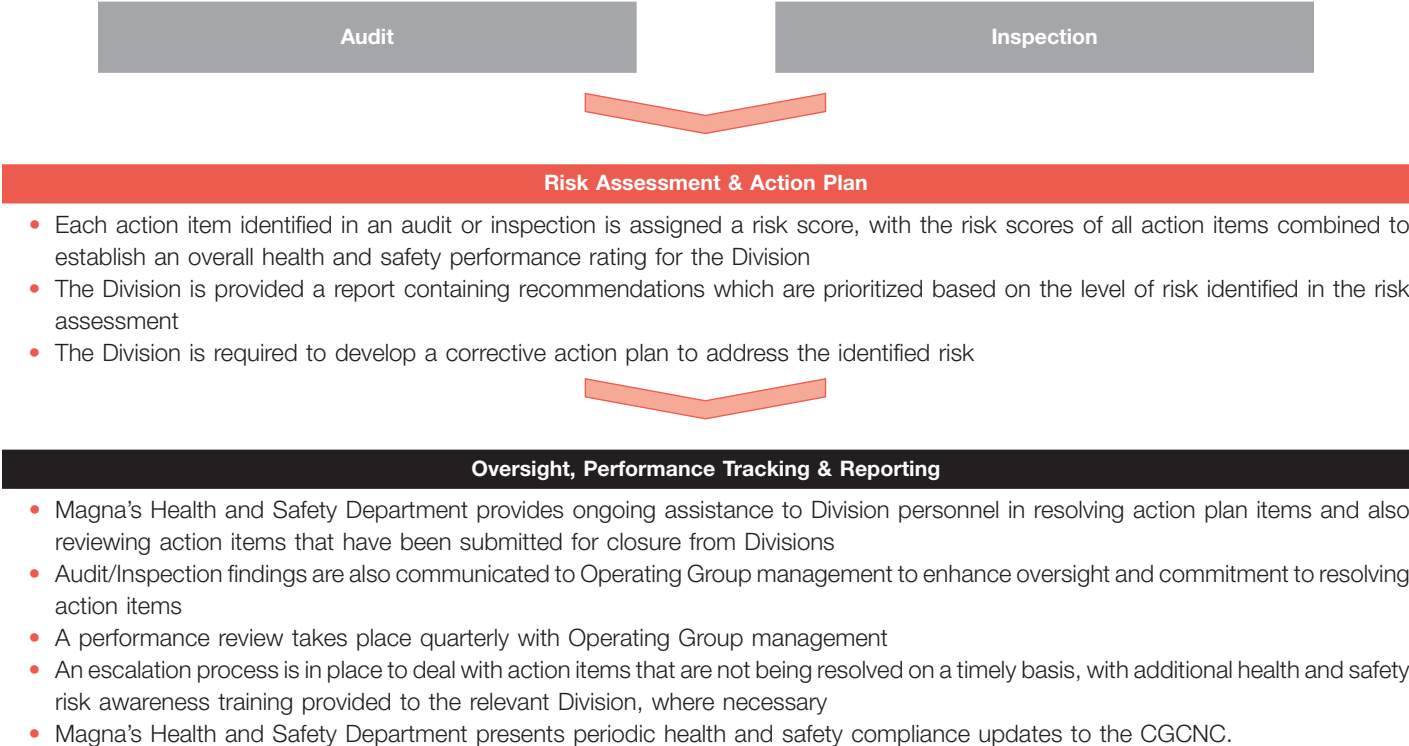 Audit
Inspection
Risk Assessment & Action Plan
• Each action item identified in an audit or inspection is assigned a risk score, with the risk scores of all action items combined to
establish an overall health and safety performance rating for the Division
• The Division is provided a report containing recommendations which are prioritized based on the level of risk identified in the risk
assessment
• The Division is required to develop a corrective action plan to address the identified risk
Oversight, Performance Tracking & Reporting
• Magna’s Health and Safety Department provides ongoing assistance to Division personnel in resolving action plan items and also
reviewing action items that have been submitted for closure from Divisions
• Audit/Inspection findings are also communicated to Operating Group management to enhance oversight and commitment to resolving
action items
• A performance review takes place quarterly with Operating Group management
• An escalation process is in place to deal with action items that are not being resolved on a timely basis, with additional health and safety
risk awareness training provided to the relevant Division, where necessary
• Magna’s Health and Safety Department presents periodic health and safety compliance updates to the CGCNC.